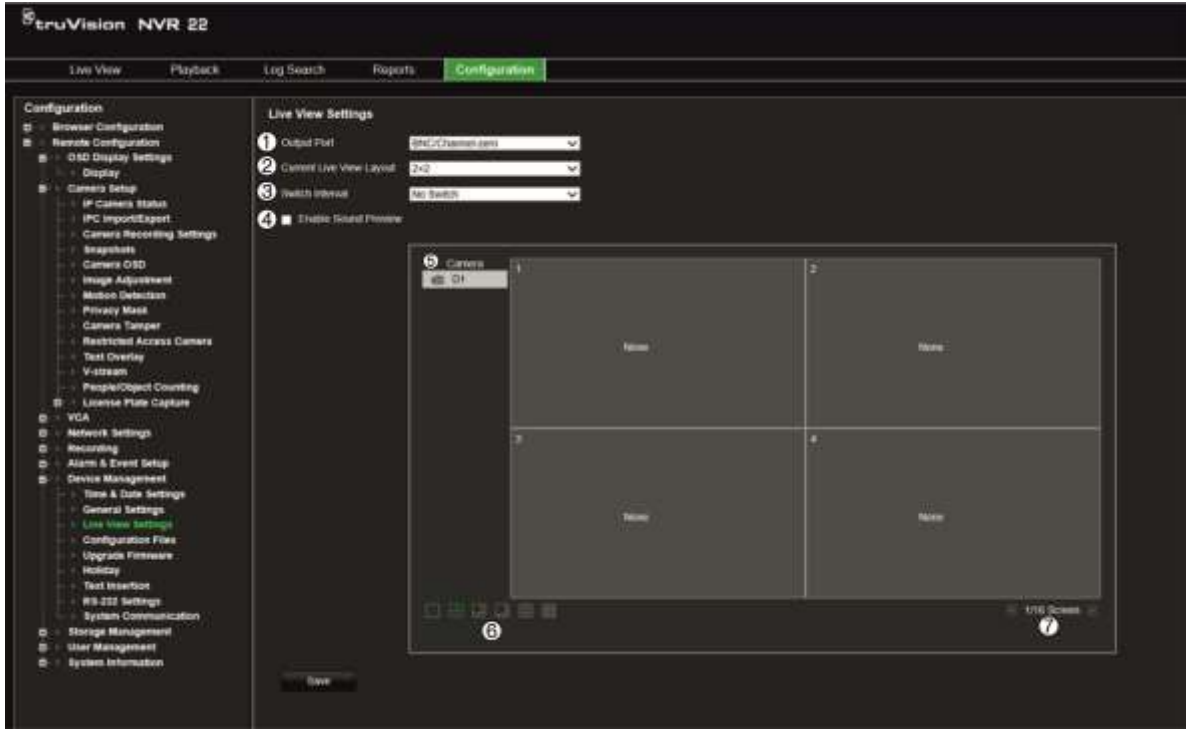 truVision NVR 22
Live View Playback Log Search Reports Configuration
Configuration
Browser Configuration
Remote Configuration
OSD Display Settings
Display
Camera Setup
IP Camera Status
IPC Import/Export
Camera Recording Settings
Snapshots
Camera OSD
Image Adjustment
Motion Detection
Privacy Mask
Camera Tamper
Restricted Access Camera
Text Overlay
V-stream
People/Object Counting
License Plate Capture
VCA
Network Settings
Recording
Alarm & Event Setup
Device Management
Time & Date Settings
General Settings
Live View Settings
Configuration Files
Upgrade Firmware
Holiday
Text Insertion
RS-232 Settings
System Communication
Storage Management
User Management
System Information
Live View Settings
1 Output Port BNC/Channel-zero
2 Current Live View Layout 2×2
3 Switch Interval No Switch
4 Enable Sound Preview
5 Camera
D1
1
None
2
None
3
None
4
None
6
1/16 Screen
7
Save